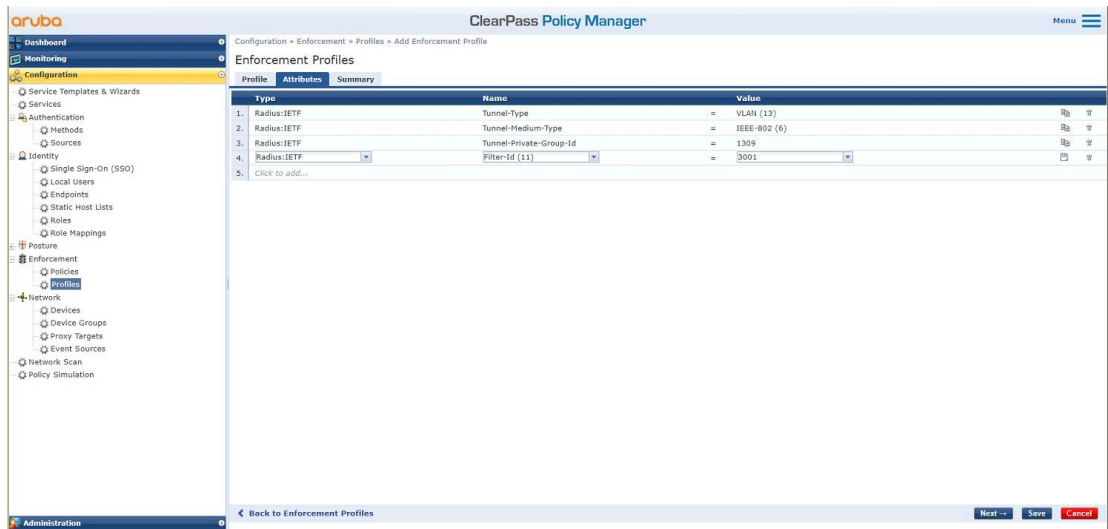 aruba
ClearPass Policy Manager
Menu
Dashboard
Monitoring
Configuration
Service Templates & Wizards
Services
Authentication
Methods
Sources
Identity
Single Sign-On (SSO)
Local Users
Endpoints
Static Host Lists
Roles
Role Mappings
Posture
Enforcement
Policies
Profiles
Network
Devices
Device Groups
Proxy Targets
Event Sources
Network Scan
Policy Simulation
Administration
Configuration » Enforcement » Profiles » Add Enforcement Profile
Enforcement Profiles
Profile Attributes Summary
Type Name Value
1. Radius:IETF Tunnel-Type = VLAN (13)
2. Radius:IETF Tunnel-Medium-Type = IEEE-802 (6)
3. Radius:IETF Tunnel-Private-Group-Id = 1309
4. Radius:IETF Filter-Id (11) = 3001
5. Click to add...
Back to Enforcement Profiles
Next → Save Cancel